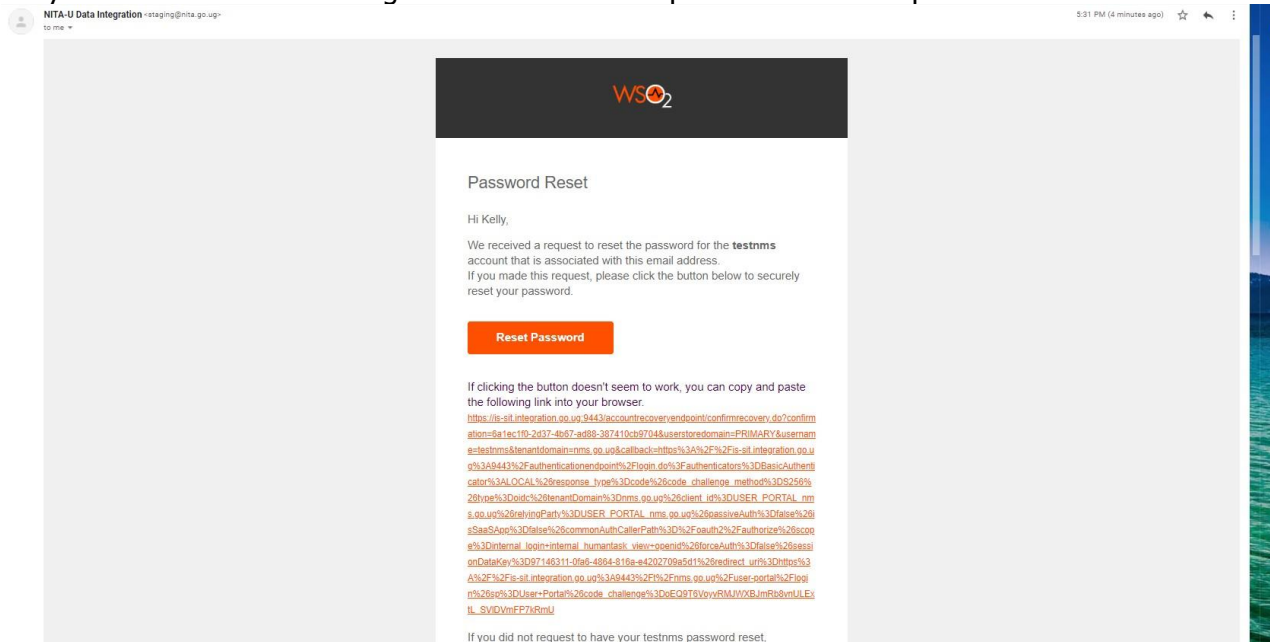 NITA-U Data Integration <staging@nita.go.ug>
to me
5:31 PM (4 minutes ago)
WSO2
Password Reset
Hi Kelly,
We received a request to reset the password for the testnms
account that is associated with this email address.
If you made this request, please click the button below to securely
reset your password.
Reset Password
If clicking the button doesn't seem to work, you can copy and paste
the following link into your browser.
https://is-sit.integration.go.ug:9443/accountrecoveryendpoint/confirmrecovery.do?confirm
ation=6a1ec1f0-2d37-4b67-ad88-387410cb9704&userstoredomain=PRIMARY&usernam
e=testnms&tenantdomain=nms.go.ug&callback=https%3A%2F%2Fis-sit.integration.go.u
g%3A9443%2Fauthenticationendpoint%2Flogin.do%3Fauthenticators%3DBasicAuthenti
cator%3ALOCAL%26response_type%3Dcode%26code_challenge_method%3DS256%
26type%3Doidc%26tenantDomain%3Dnms.go.ug%26client_id%3DUSER_PORTAL_nm
s.go.ug%26relyingParty%3DUSER_PORTAL_nms.go.ug%26passiveAuth%3Dfalse%26i
sSaaSApp%3Dfalse%26commonAuthCallerPath%3D%2Foauth2%2Fauthorize%26scop
e%3Dinternal_login+internal_humantask_view+openid%26forceAuth%3Dfalse%26sessi
onDataKey%3D97146311-0fa6-4864-816a-e4202709a5d1%26redirect_uri%3Dhttps%3
A%2F%2Fis-sit.integration.go.ug%3A9443%2Ft%2Fnms.go.ug%2Fuser-portal%2Flogi
n%26sp%3DUser+Portal%26code_challenge%3DoEQ9T6VoyvRMJWXBJmRb8vnULEx
tL_SVlDVmFP7kRmU
If you did not request to have your testnms password reset,